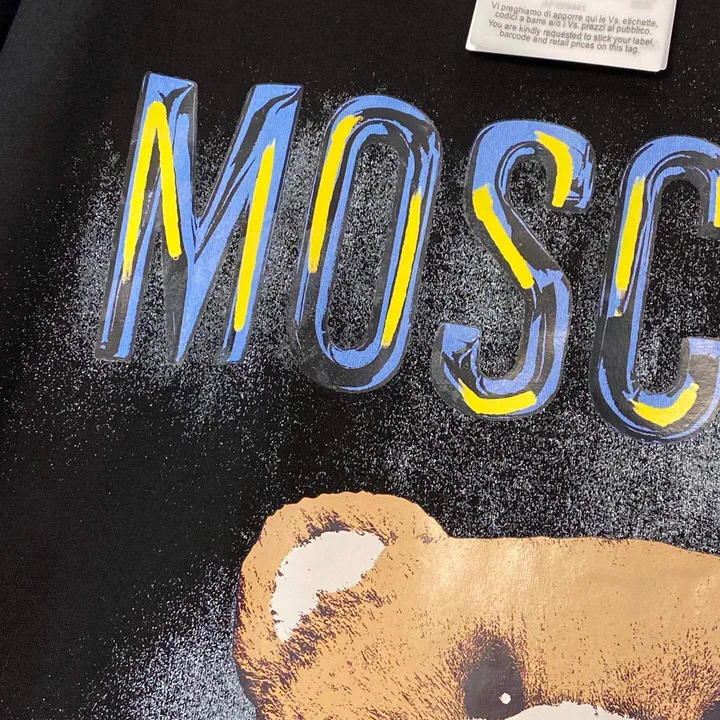 Vi preghiamo di apporre qui le Vs. etichette,
codici a barre e/o i Vs. prezzi al pubblico.
You are kindly requested to stick your label,
barcode and retail prices on this tag.
MOSC